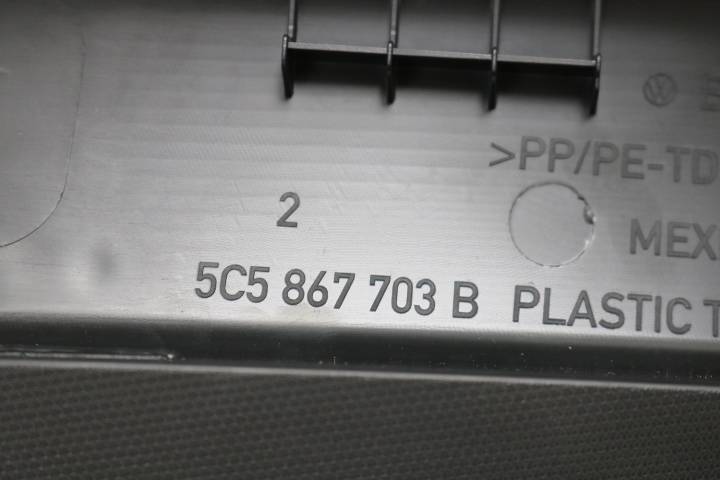 >PP/PE-TD
2
MEX
5C5 867 703 B PLASTIC T